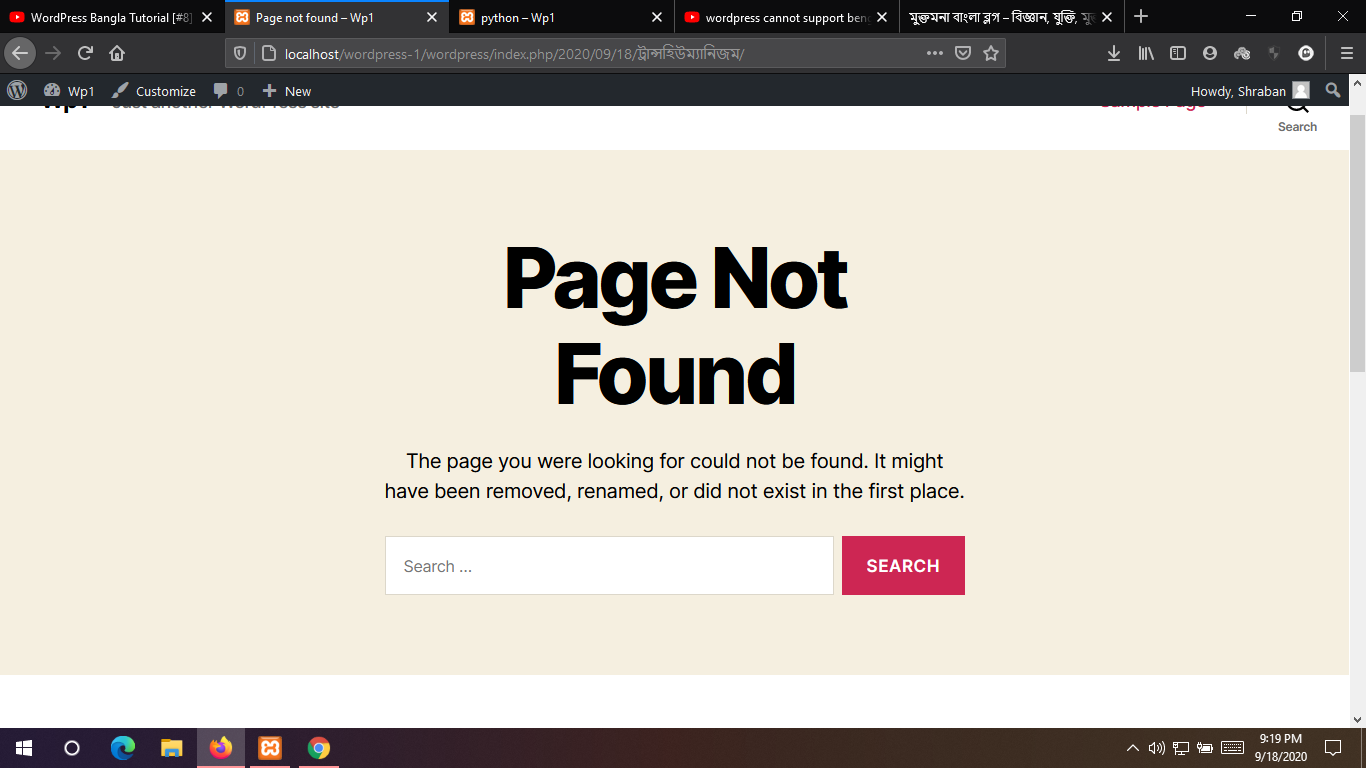 WordPress Bangla Tutorial [#8]
Page not found – Wp1
python – Wp1
wordpress cannot support beng
মুক্তমনা বাংলা ব্লগ – বিজ্ঞান, যুক্তি, মু
localhost/wordpress-1/wordpress/index.php/2020/09/18/ট্রান্সহিউম্যানিজম/
Wp1
Customize
0
New
Howdy, Shraban
Wp1
Just another WordPress site
Sample Page
Search
Page Not
Found
The page you were looking for could not be found. It might
have been removed, renamed, or did not exist in the first place.
Search …
SEARCH
9:19 PM
9/18/2020